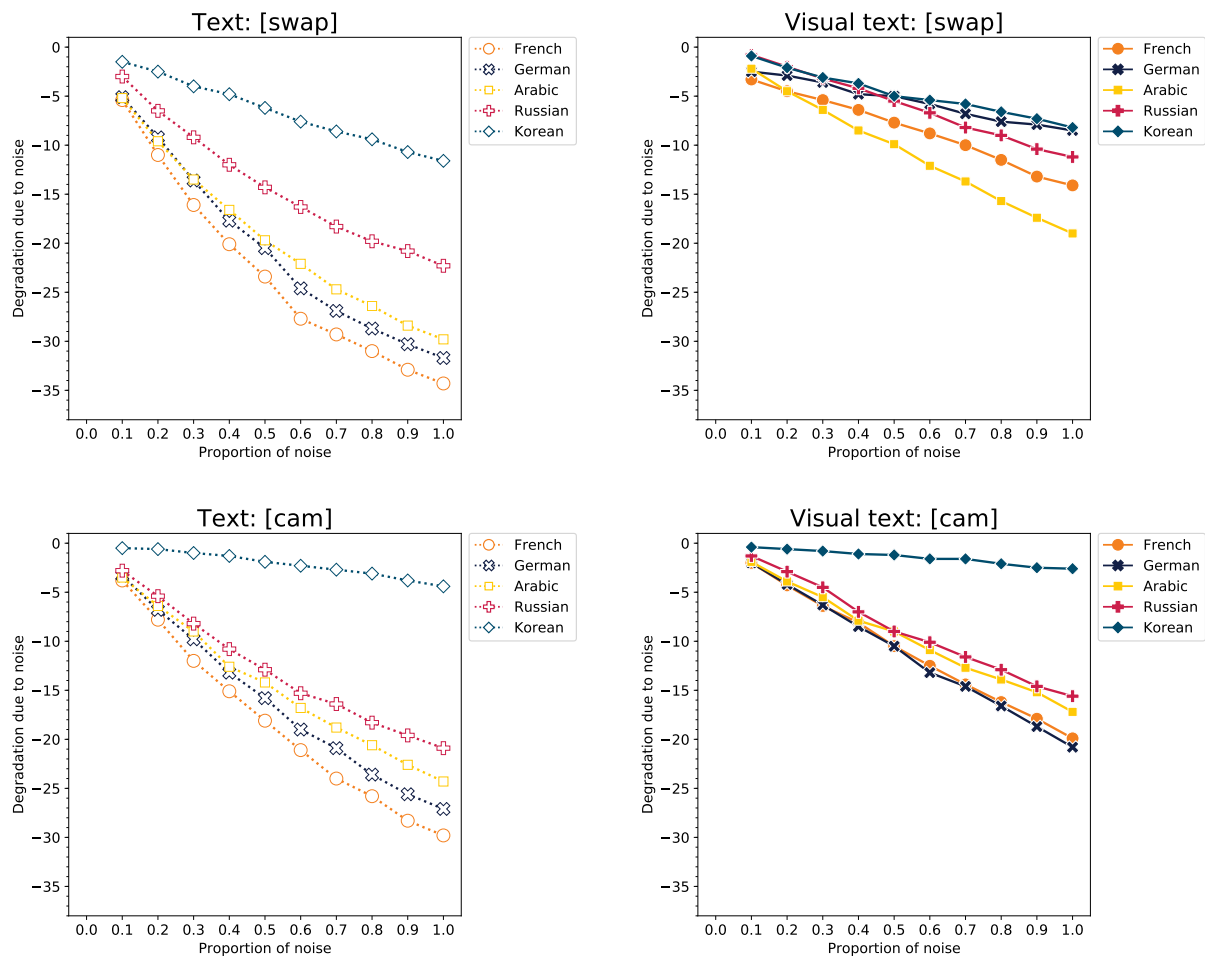 Text: [swap]
0
−5
−10
−15
−20
−25
−30
−35
Degradation due to noise
0.0 0.1 0.2 0.3 0.4 0.5 0.6 0.7 0.8 0.9 1.0
Proportion of noise
French
German
Arabic
Russian
Korean
Visual text: [swap]
0
−5
−10
−15
−20
−25
−30
−35
Degradation due to noise
0.0 0.1 0.2 0.3 0.4 0.5 0.6 0.7 0.8 0.9 1.0
Proportion of noise
French
German
Arabic
Russian
Korean
Text: [cam]
0
−5
−10
−15
−20
−25
−30
−35
Degradation due to noise
0.0 0.1 0.2 0.3 0.4 0.5 0.6 0.7 0.8 0.9 1.0
Proportion of noise
French
German
Arabic
Russian
Korean
Visual text: [cam]
0
−5
−10
−15
−20
−25
−30
−35
Degradation due to noise
0.0 0.1 0.2 0.3 0.4 0.5 0.6 0.7 0.8 0.9 1.0
Proportion of noise
French
German
Arabic
Russian
Korean